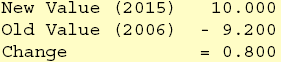 New Value (2015) 10.000
Old Value (2006) - 9.200
Change = 0.800